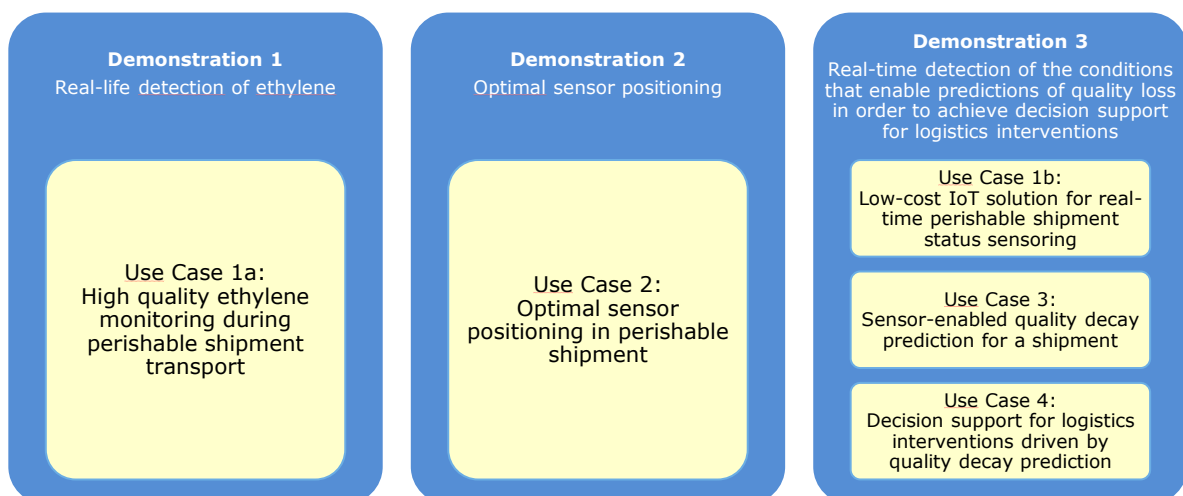 Demonstration 1
Real-life detection of ethylene
Use Case 1a:
High quality ethylene
monitoring during
perishable shipment
transport
Demonstration 2
Optimal sensor positioning
Use Case 2:
Optimal sensor
positioning in perishable
shipment
Demonstration 3
Real-time detection of the conditions
that enable predictions of quality loss
in order to achieve decision support
for logistics interventions
Use Case 1b:
Low-cost IoT solution for real-
time perishable shipment
status sensoring
Use Case 3:
Sensor-enabled quality decay
prediction for a shipment
Use Case 4:
Decision support for logistics
interventions driven by
quality decay prediction